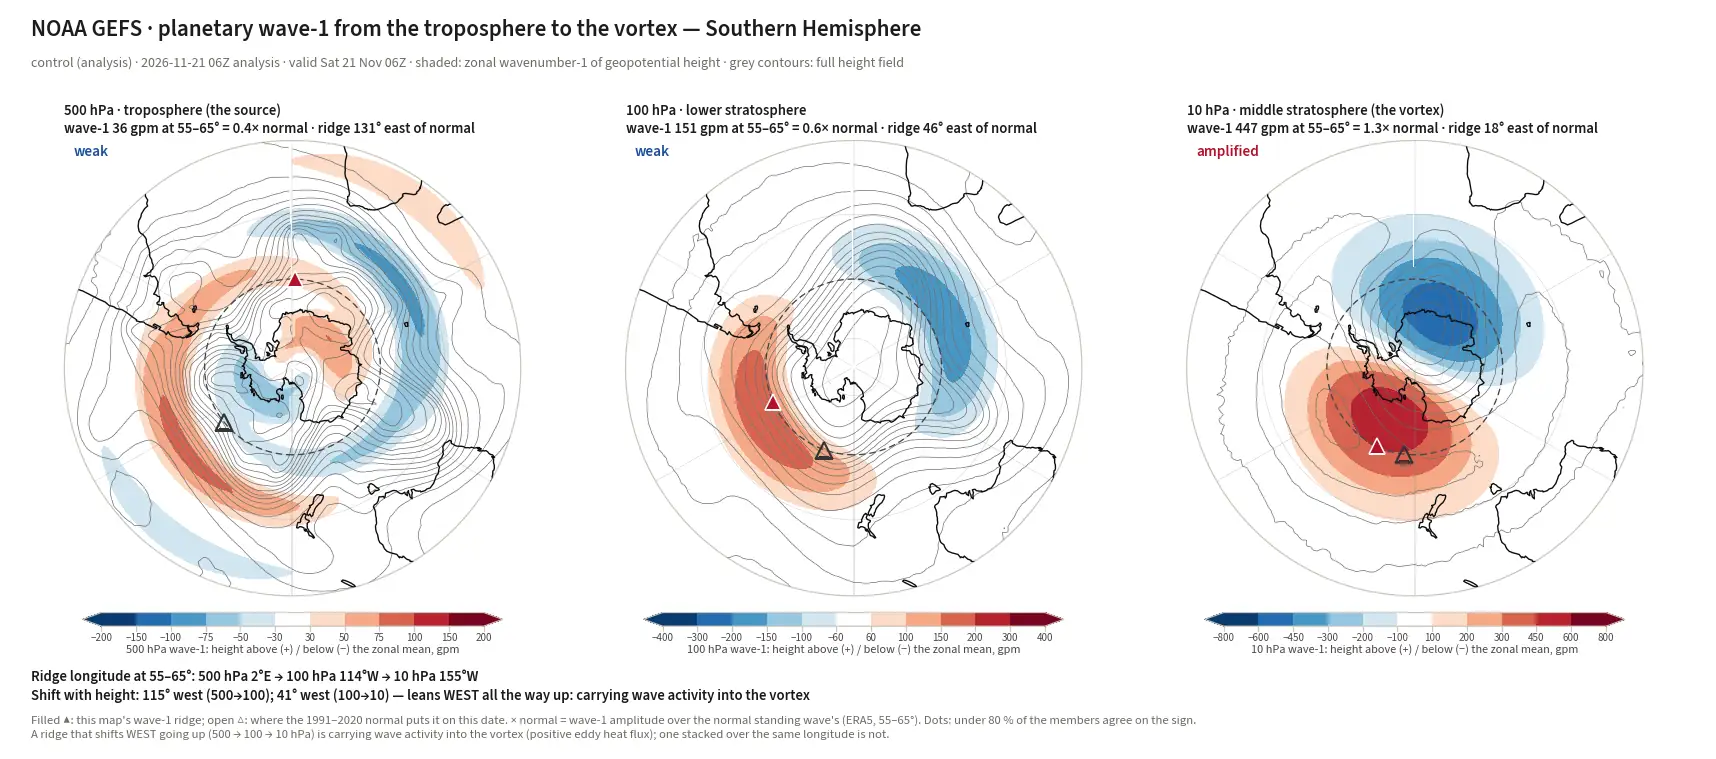 NOAA GEFS · planetary wave-1 from the troposphere to the vortex — Southern Hemisphere
control (analysis) · 2026-11-21 06Z analysis · valid Sat 21 Nov 06Z · shaded: zonal wavenumber-1 of geopotential height · grey contours: full height field
500 hPa · troposphere (the source)
wave-1 36 gpm at 55–65° = 0.4× normal · ridge 131° east of normal
weak
100 hPa · lower stratosphere
wave-1 151 gpm at 55–65° = 0.6× normal · ridge 46° east of normal
weak
10 hPa · middle stratosphere (the vortex)
wave-1 447 gpm at 55–65° = 1.3× normal · ridge 18° east of normal
amplified
−200 −150 −100 −75 −50 −30 30 50 75 100 150 200
500 hPa wave-1: height above (+) / below (−) the zonal mean, gpm
−400 −300 −200 −150 −100 −60 60 100 150 200 300 400
100 hPa wave-1: height above (+) / below (−) the zonal mean, gpm
−800 −600 −450 −300 −200 −100 100 200 300 450 600 800
10 hPa wave-1: height above (+) / below (−) the zonal mean, gpm
Ridge longitude at 55–65°: 500 hPa 2°E → 100 hPa 114°W → 10 hPa 155°W
Shift with height: 115° west (500→100); 41° west (100→10) — leans WEST all the way up: carrying wave activity into the vortex
Filled ▲: this map's wave-1 ridge; open △: where the 1991–2020 normal puts it on this date. × normal = wave-1 amplitude over the normal standing wave's (ERA5, 55–65°). Dots: under 80 % of the members agree on the sign.
A ridge that shifts WEST going up (500 → 100 → 10 hPa) is carrying wave activity into the vortex (positive eddy heat flux); one stacked over the same longitude is not.